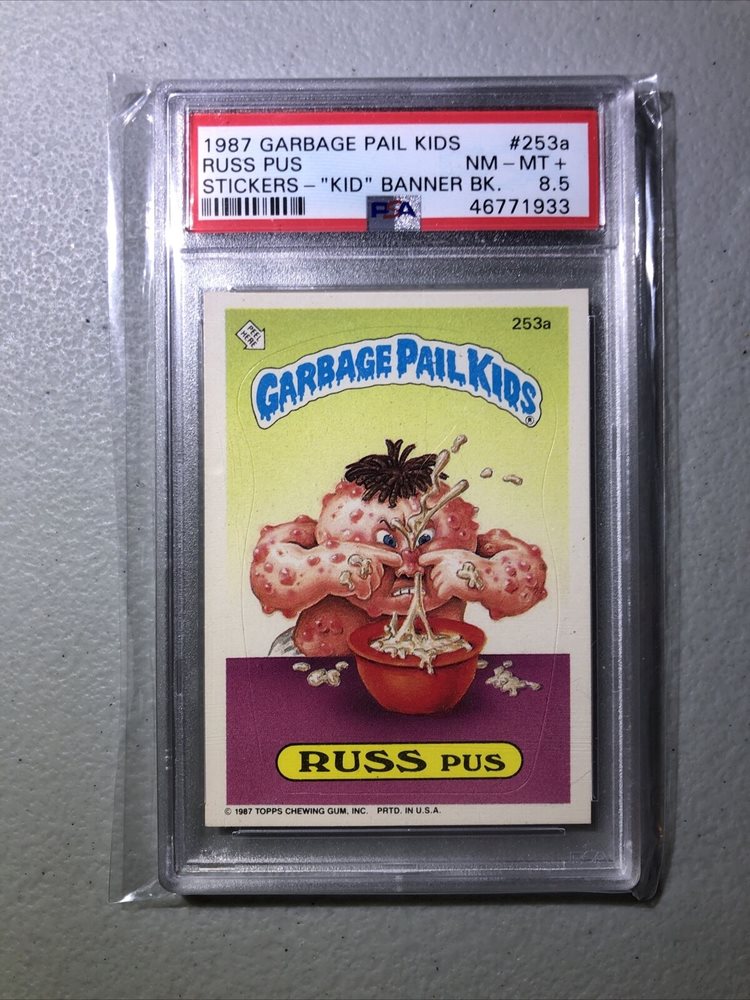 1987 GARBAGE PAIL KIDS #253a
RUSS PUS NM – MT +
STICKERS – "KID" BANNER BK. 8.5
PSA 46771933
253a
PEEL
HERE
GARBAGE PAIL KIDS®
RUSS PUS
© 1987 TOPPS CHEWING GUM, INC. PRTD. IN U.S.A.